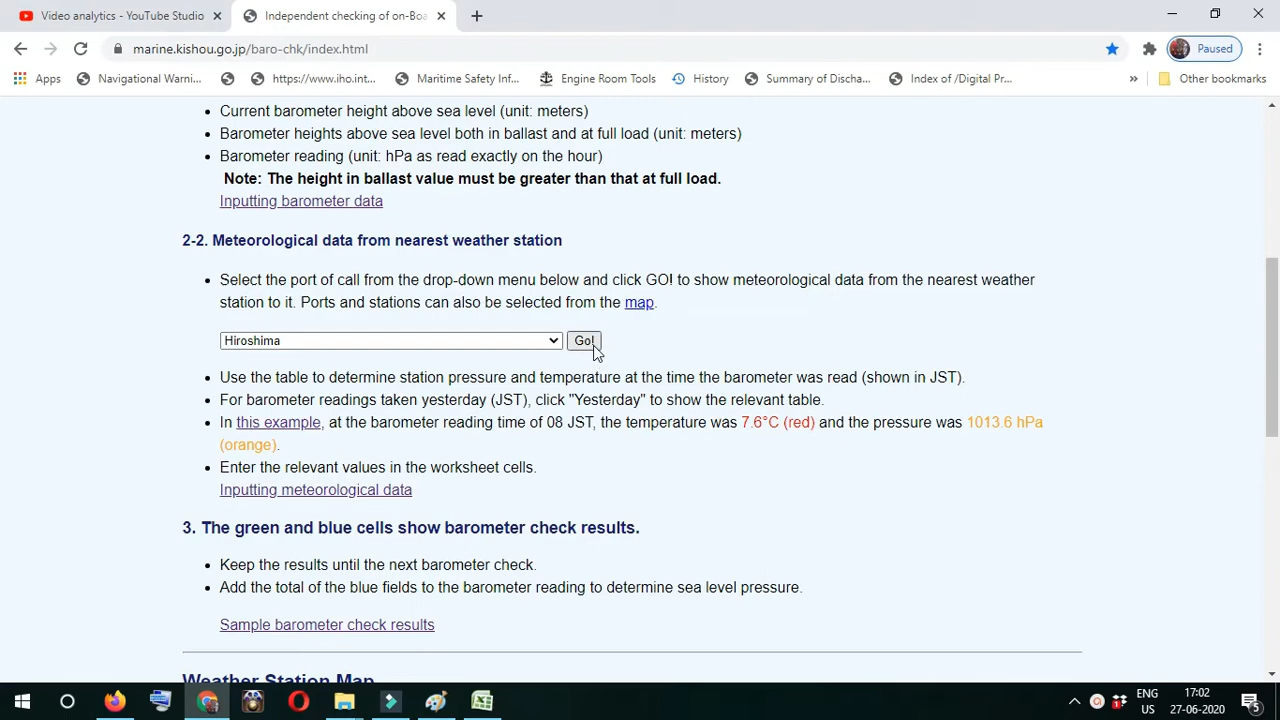 Video analytics - YouTube Studio
Independent checking of on-Boa
marine.kishou.go.jp/baro-chk/index.html
Paused
Apps
Navigational Warni...
https://www.iho.int...
Maritime Safety Inf...
Engine Room Tools
History
Summary of Discha...
Index of /Digital Pr...
»
Other bookmarks
• Current barometer height above sea level (unit: meters)
• Barometer heights above sea level both in ballast and at full load (unit: meters)
• Barometer reading (unit: hPa as read exactly on the hour)
Note: The height in ballast value must be greater than that at full load.
Inputting barometer data
2-2. Meteorological data from nearest weather station
• Select the port of call from the drop-down menu below and click GO! to show meteorological data from the nearest weather
station to it. Ports and stations can also be selected from the map.
Hiroshima
Go!
• Use the table to determine station pressure and temperature at the time the barometer was read (shown in JST).
• For barometer readings taken yesterday (JST), click "Yesterday" to show the relevant table.
• In this example, at the barometer reading time of 08 JST, the temperature was 7.6°C (red) and the pressure was 1013.6 hPa
(orange).
• Enter the relevant values in the worksheet cells.
Inputting meteorological data
3. The green and blue cells show barometer check results.
• Keep the results until the next barometer check.
• Add the total of the blue fields to the barometer reading to determine sea level pressure.
Sample barometer check results
Weather Station Map
ENG
US
17:02
27-06-2020
5